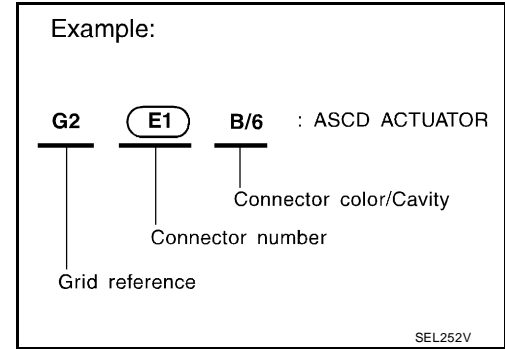 Example:
G2 E1 B/6 : ASCD ACTUATOR
Connector color/Cavity
Connector number
Grid reference
SEL252V